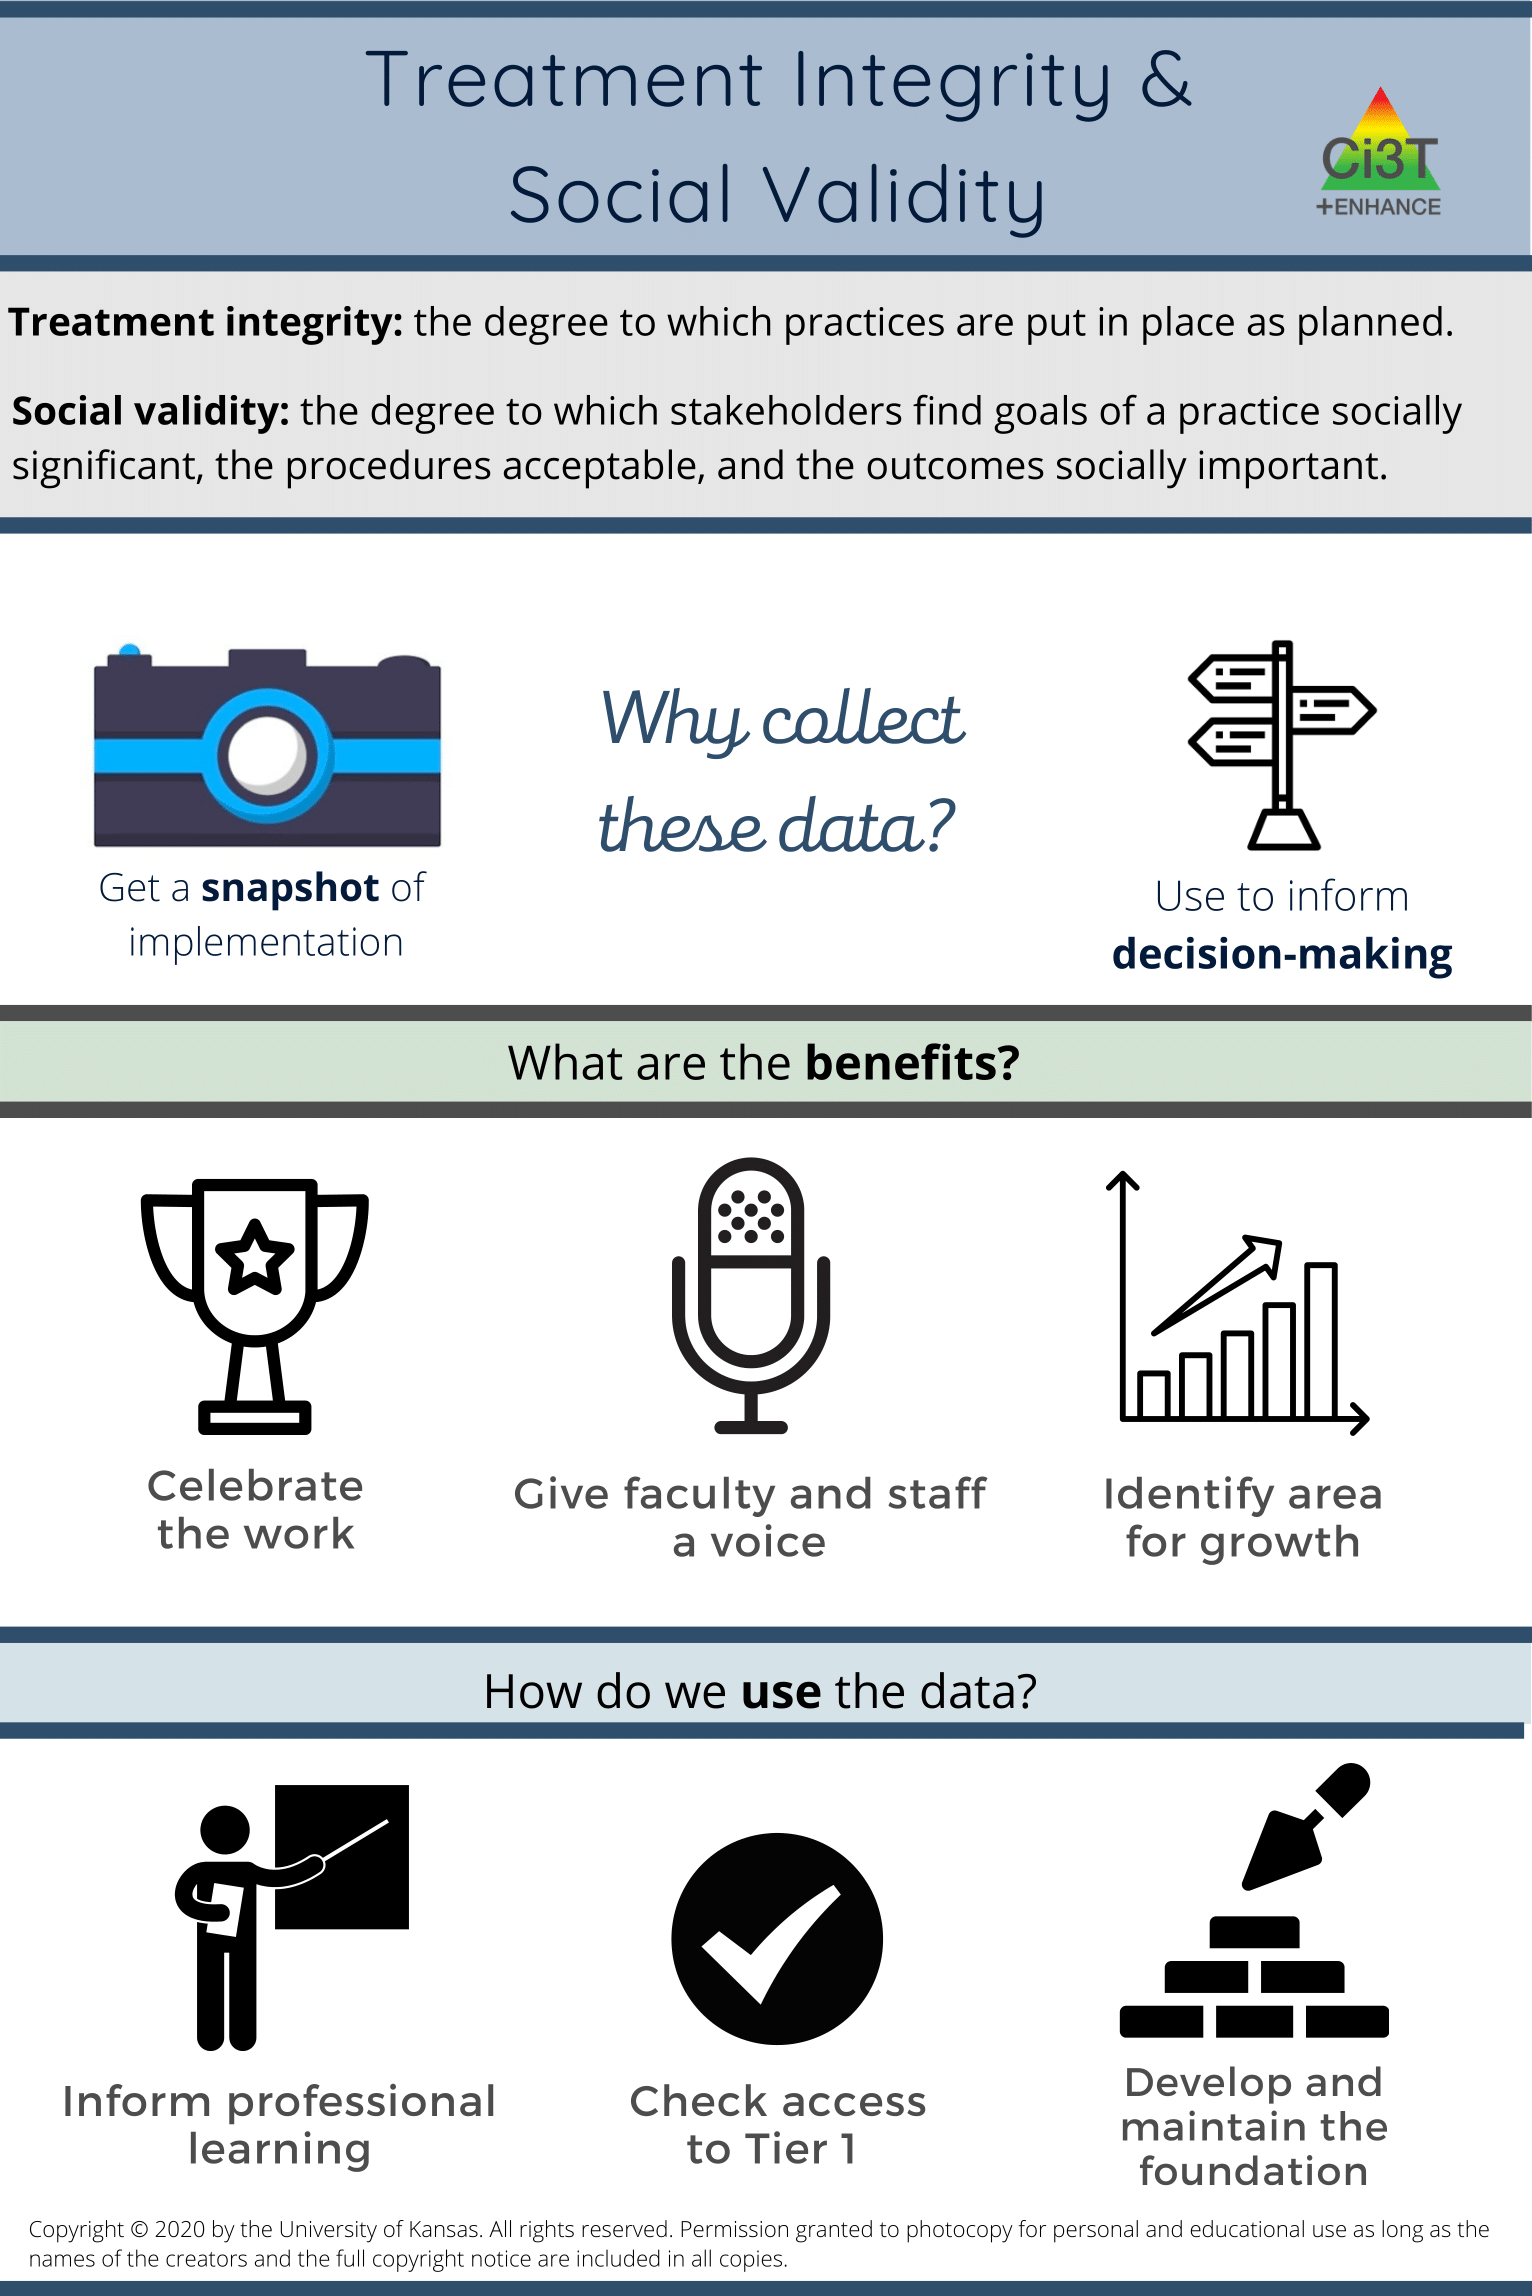 Treatment Integrity &
Social Validity
Ci3T
+ENHANCE
Treatment integrity: the degree to which practices are put in place as planned.
Social validity: the degree to which stakeholders find goals of a practice socially
significant, the procedures acceptable, and the outcomes socially important.
Why collect
these data?
Get a snapshot of
implementation
Use to inform
decision-making
What are the benefits?
Celebrate
the work
Give faculty and staff
a voice
Identify area
for growth
How do we use the data?
Inform professional
learning
Check access
to Tier 1
Develop and
maintain the
foundation
Copyright © 2020 by the University of Kansas. All rights reserved. Permission granted to photocopy for personal and educational use as long as the
names of the creators and the full copyright notice are included in all copies.